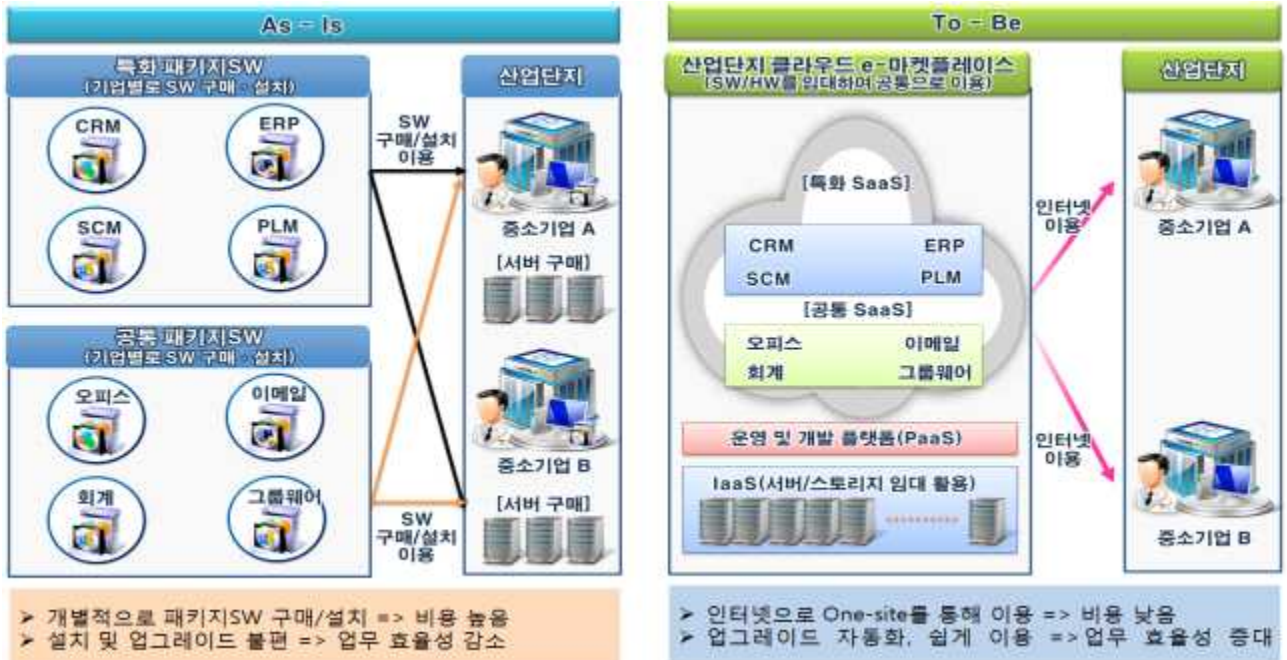 As - Is
특화 패키지SW
(기업별로 SW 구매·설치)
CRM
ERP
SCM
PLM
공통 패키지SW
(기업별로 SW 구매·설치)
오피스
이메일
회계
그룹웨어
SW
구매/설치
이용
SW
구매/설치
이용
산업단지
중소기업 A
[서버 구매]
중소기업 B
[서버 구매]
➢ 개별적으로 패키지SW 구매/설치 => 비용 높음
➢ 설치 및 업그레이드 불편 => 업무 효율성 감소
To - Be
산업단지 클라우드 e-마켓플레이스
(SW/HW를 임대하여 공통으로 이용)
[특화 SaaS]
CRM ERP
SCM PLM
[공통 SaaS]
오피스 이메일
회계 그룹웨어
운영 및 개발 플랫폼(PaaS)
IaaS(서버/스토리지 임대 활용)
인터넷
이용
인터넷
이용
산업단지
중소기업 A
중소기업 B
➢ 인터넷으로 One-site를 통해 이용 => 비용 낮음
➢ 업그레이드 자동화, 쉽게 이용 => 업무 효율성 증대